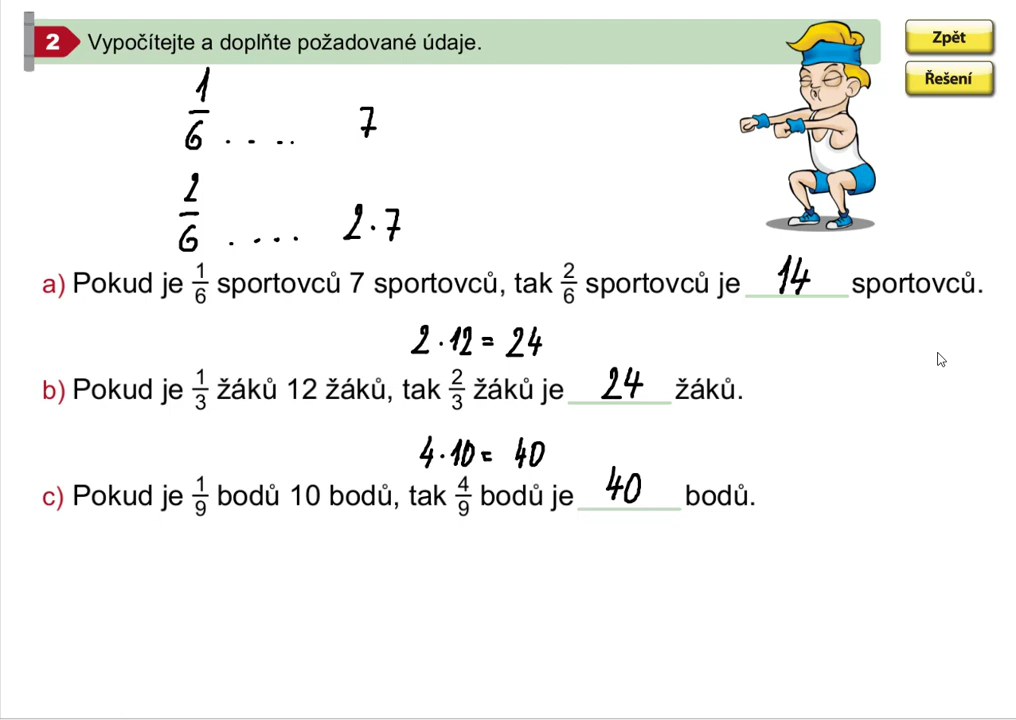 2 Vypočítejte a doplňte požadované údaje.
Zpět
Řešení
1/6 . . . . 7
2/6 . . . . 2 · 7
a) Pokud je 1/6 sportovců 7 sportovců, tak 2/6 sportovců je 14 sportovců.
2 · 12 = 24
b) Pokud je 1/3 žáků 12 žáků, tak 2/3 žáků je 24 žáků.
4 · 10 = 40
c) Pokud je 1/9 bodů 10 bodů, tak 4/9 bodů je 40 bodů.